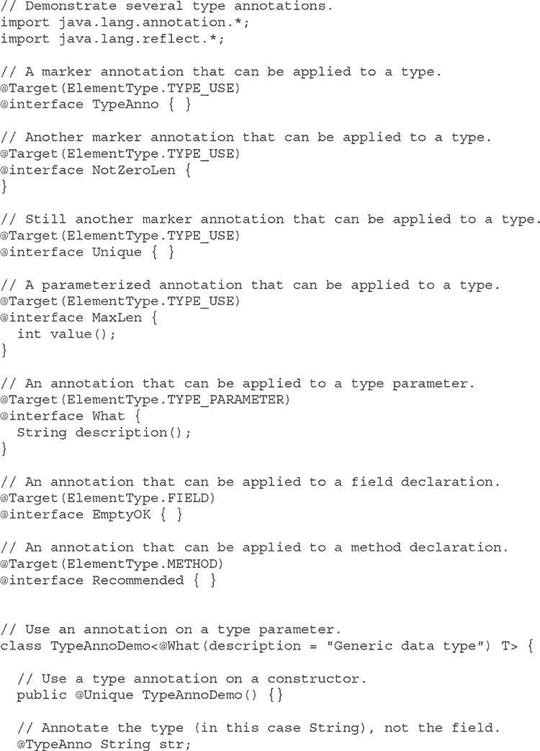 // Demonstrate several type annotations.
import java.lang.annotation.*;
import java.lang.reflect.*;

// A marker annotation that can be applied to a type.
@Target(ElementType.TYPE_USE)
@interface TypeAnno { }

// Another marker annotation that can be applied to a type.
@Target(ElementType.TYPE_USE)
@interface NotZeroLen {
}

// Still another marker annotation that can be applied to a type.
@Target(ElementType.TYPE_USE)
@interface Unique { }

// A parameterized annotation that can be applied to a type.
@Target(ElementType.TYPE_USE)
@interface MaxLen {
  int value();
}

// An annotation that can be applied to a type parameter.
@Target(ElementType.TYPE_PARAMETER)
@interface What {
  String description();
}

// An annotation that can be applied to a field declaration.
@Target(ElementType.FIELD)
@interface EmptyOK { }

// An annotation that can be applied to a method declaration.
@Target(ElementType.METHOD)
@interface Recommended { }

// Use an annotation on a type parameter.
class TypeAnnoDemo<@What(description = "Generic data type") T> {

  // Use a type annotation on a constructor.
  public @Unique TypeAnnoDemo() {}

  // Annotate the type (in this case String), not the field.
  @TypeAnno String str;